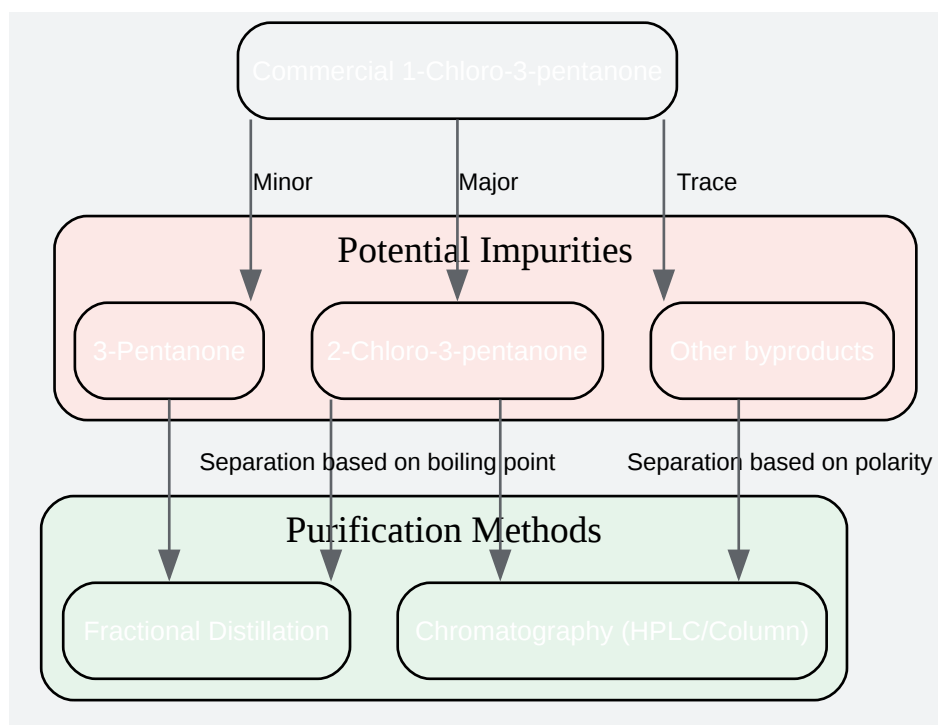 Commercial 1-Chloro-3-pentanone
Minor
Major
Trace
Potential Impurities
3-Pentanone
2-Chloro-3-pentanone
Other byproducts
Separation based on boiling point
Separation based on polarity
Purification Methods
Fractional Distillation
Chromatography (HPLC/Column)